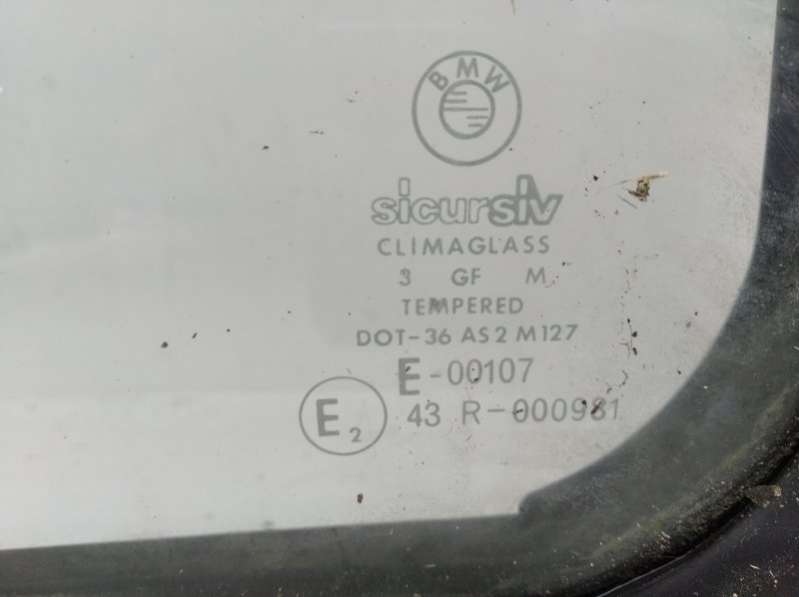 BMW
sicursiv
CLIMAGLASS
3 GF M
TEMPERED
DOT-36 AS2 M127
E-00107
E2 43 R-000981